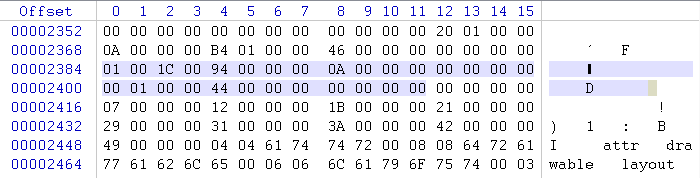 Offset 0 1 2 3 4 5 6 7 8 9 10 11 12 13 14 15
00002352 00 00 00 00 00 00 00 00 00 00 00 00 20 01 00 00
00002368 0A 00 00 00 B4 01 00 00 46 00 00 00 00 00 00 00 ´ F
00002384 01 00 1C 00 94 00 00 00 0A 00 00 00 00 00 00 00
00002400 00 01 00 00 44 00 00 00 00 00 00 00 00 00 00 00 D
00002416 07 00 00 00 12 00 00 00 1B 00 00 00 21 00 00 00 !
00002432 29 00 00 00 31 00 00 00 3A 00 00 00 42 00 00 00 ) 1 : B
00002448 49 00 00 00 04 04 61 74 74 72 00 08 08 64 72 61 I attr dra
00002464 77 61 62 6C 65 00 06 06 6C 61 79 6F 75 74 00 03 wable layout